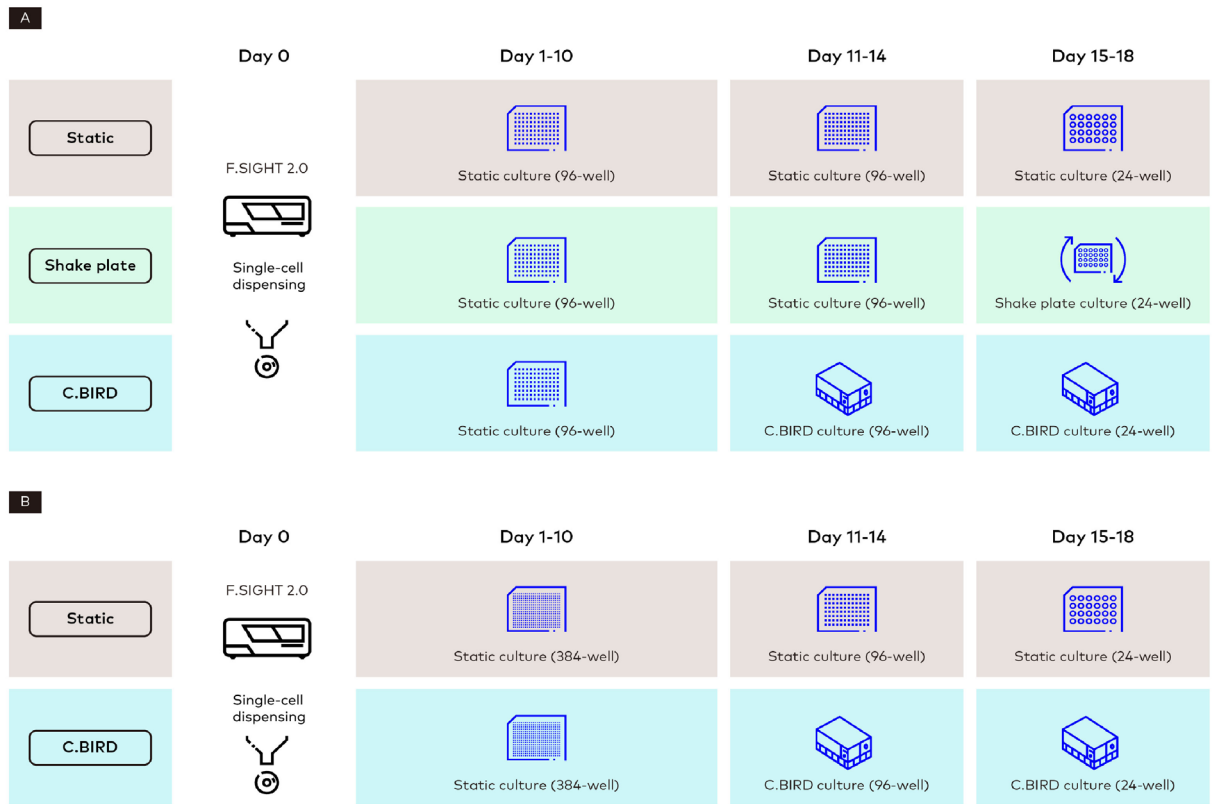 A
Day 0
Day 1-10
Day 11-14
Day 15-18
Static
F.SIGHT 2.0
Static culture (96-well)
Static culture (96-well)
Static culture (24-well)
Shake plate
Single-cell
dispensing
Static culture (96-well)
Static culture (96-well)
Shake plate culture (24-well)
C.BIRD
Static culture (96-well)
C.BIRD culture (96-well)
C.BIRD culture (24-well)
B
Day 0
Day 1-10
Day 11-14
Day 15-18
Static
F.SIGHT 2.0
Static culture (384-well)
Static culture (96-well)
Static culture (24-well)
C.BIRD
Single-cell
dispensing
Static culture (384-well)
C.BIRD culture (96-well)
C.BIRD culture (24-well)